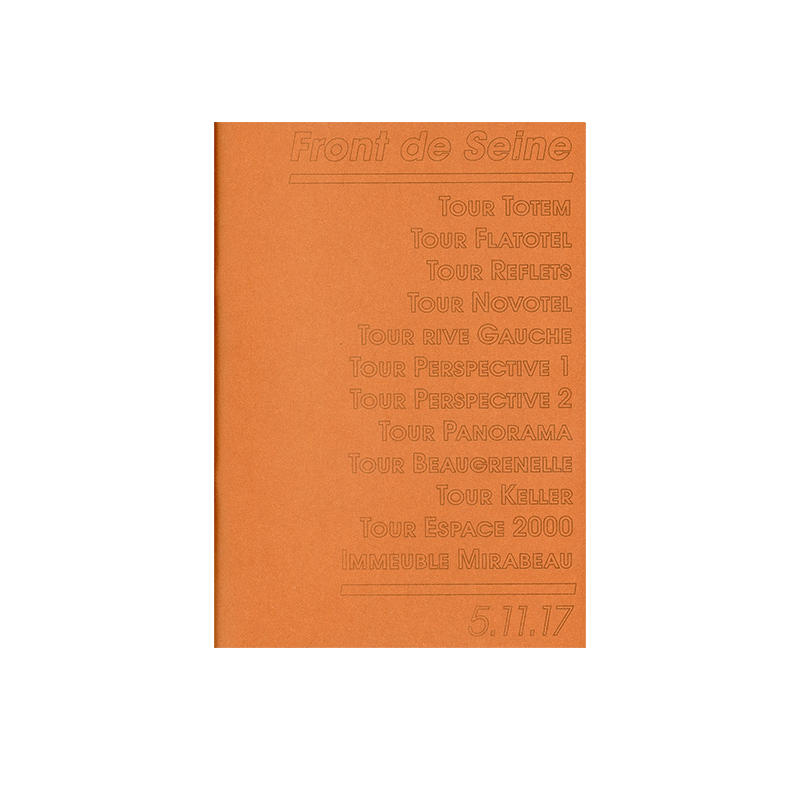 Front de Seine
Tour Totem
Tour Flatotel
Tour Reflets
Tour Novotel
Tour rive Gauche
Tour Perspective 1
Tour Perspective 2
Tour Panorama
Tour Beaugrenelle
Tour Keller
Tour Espace 2000
Immeuble Mirabeau
5.11.17